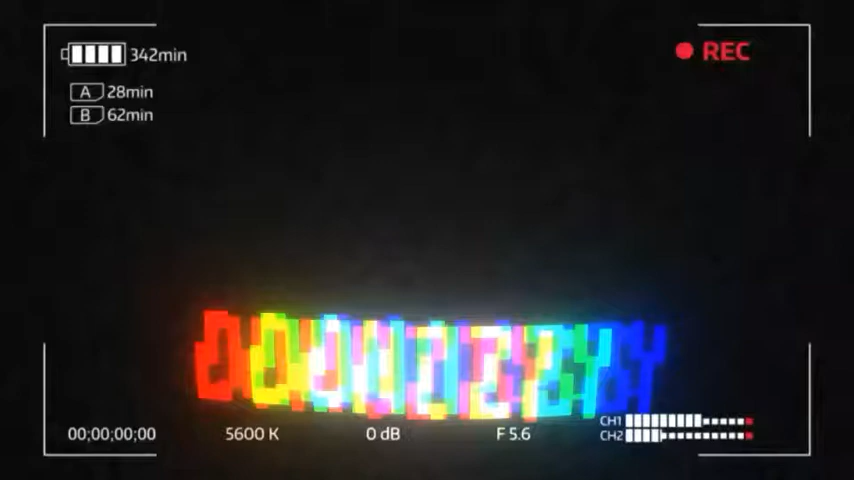 342min
REC
A 28min
B 62min
00;00;00;00
5600 K
0 dB
F 5.6
CH1
CH2